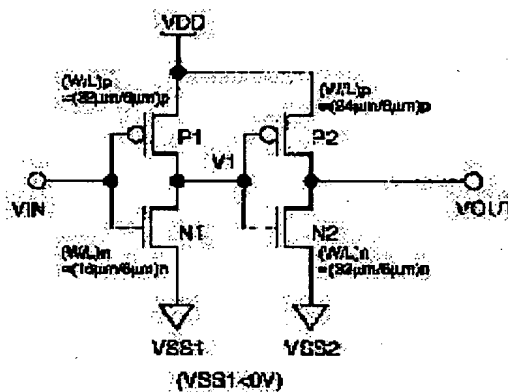 VDD
(W/L)p
=(32μm/6μm)p
(W/L)p
=(64μm/6μm)p
P1
P2
V1
VIN
VOUT
N1
N2
(W/L)n
=(16μm/6μm)n
(W/L)n
=(32μm/6μm)n
VSS1
VSS2
(VSS1<0V)